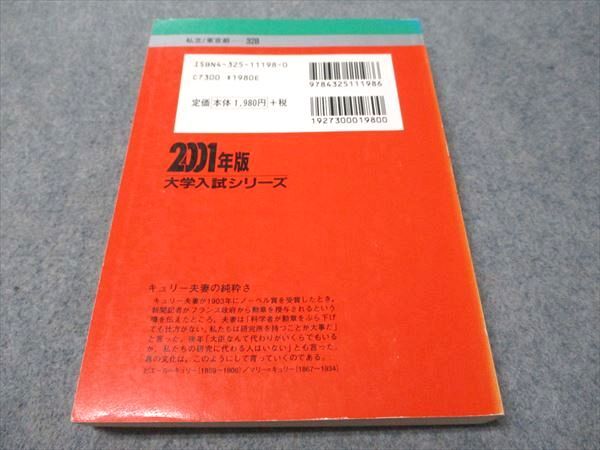 私立/東京都— 328
ISBN4-325-11198-0
C7300 ¥1980E
定価[本体1,980円]+税
9784325111986
1927300019800
2001年版
大学入試シリーズ
キュリー夫妻の純粋さ
キュリー夫妻が1903年にノーベル賞を受賞したとき,
新聞記者がフランス政府から勲章を授与されるという
噂を伝えたところ, 夫妻は「科学者が勲章をぶら下げ
ても仕方がない。私たちは研究所を持つことが大事だ」
と言った。後年「大臣なんて代わりがいくらでもいる
が, 私たちの研究に代わる人はいない」とも言った。
真の文化は, このようにして育っていくのである。
ピエール=キュリー[1859〜1906]/マリー=キュリー[1867〜1934]